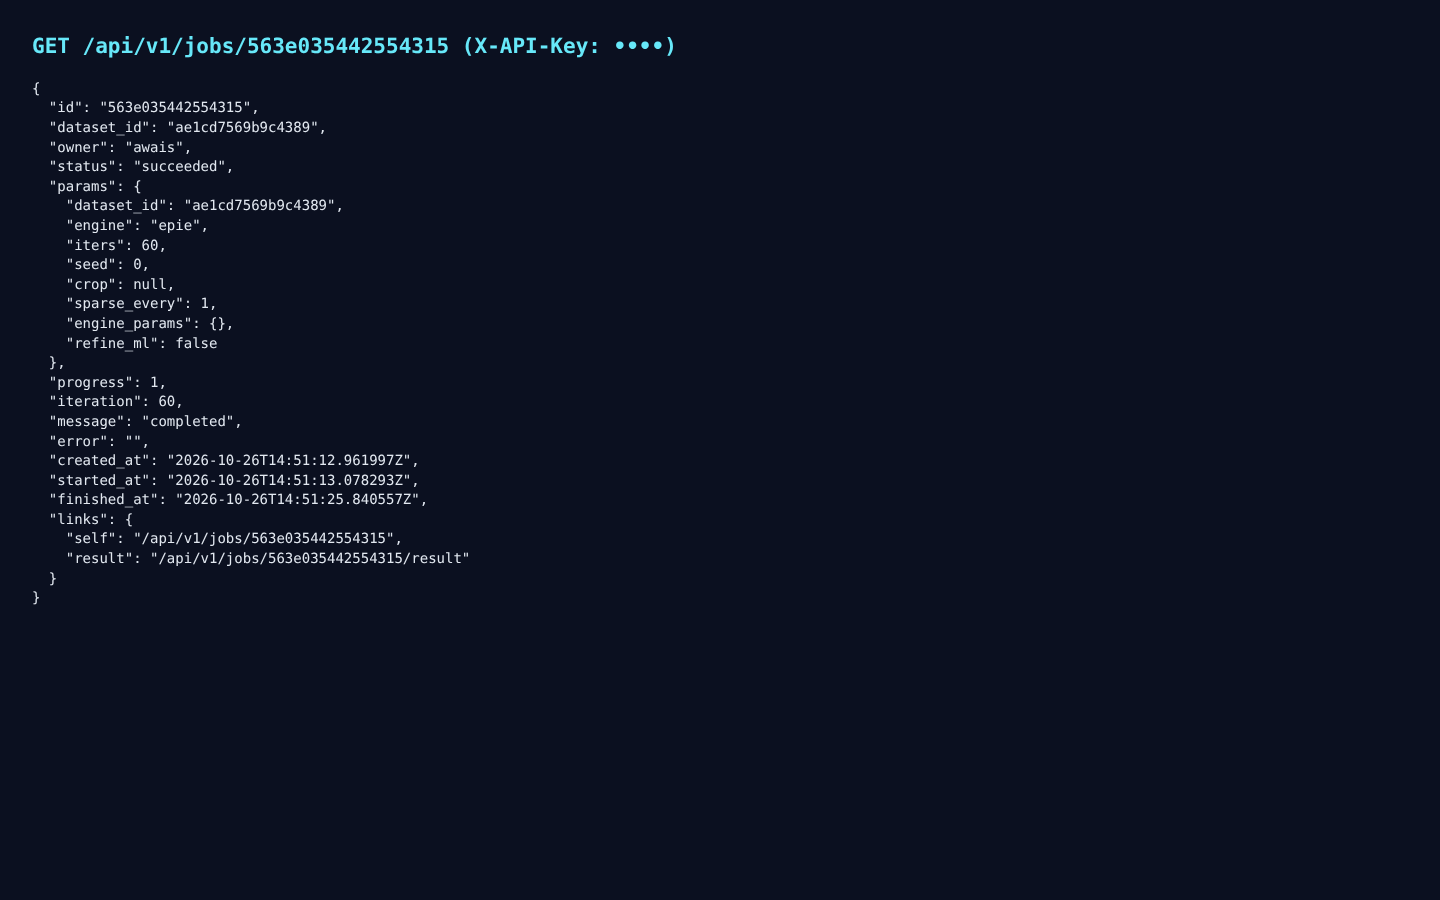 GET /api/v1/jobs/563e035442554315 (X-API-Key: ••••)
{
  "id": "563e035442554315",
  "dataset_id": "ae1cd7569b9c4389",
  "owner": "awais",
  "status": "succeeded",
  "params": {
    "dataset_id": "ae1cd7569b9c4389",
    "engine": "epie",
    "iters": 60,
    "seed": 0,
    "crop": null,
    "sparse_every": 1,
    "engine_params": {},
    "refine_ml": false
  },
  "progress": 1,
  "iteration": 60,
  "message": "completed",
  "error": "",
  "created_at": "2026-10-26T14:51:12.961997Z",
  "started_at": "2026-10-26T14:51:13.078293Z",
  "finished_at": "2026-10-26T14:51:25.840557Z",
  "links": {
    "self": "/api/v1/jobs/563e035442554315",
    "result": "/api/v1/jobs/563e035442554315/result"
  }
}